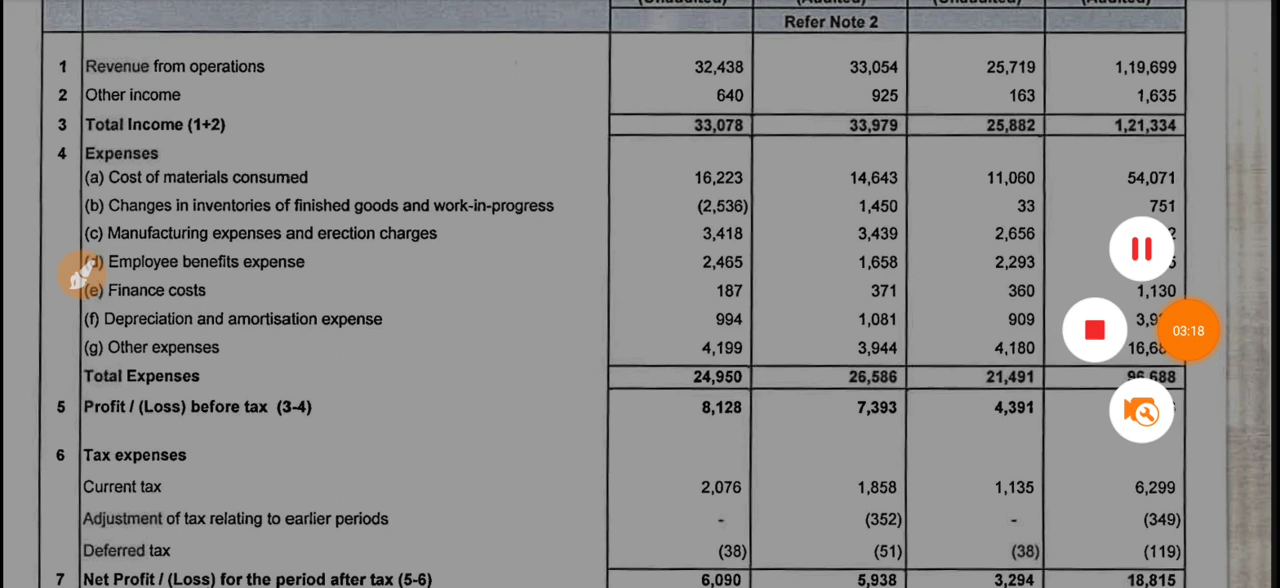 (Unaudited) (Audited) (Unaudited) (Audited)
Refer Note 2
1 Revenue from operations 32,438 33,054 25,719 1,19,699
2 Other income 640 925 163 1,635
3 Total Income (1+2) 33,078 33,979 25,882 1,21,334
4 Expenses
(a) Cost of materials consumed 16,223 14,643 11,060 54,071
(b) Changes in inventories of finished goods and work-in-progress (2,536) 1,450 33 751
(c) Manufacturing expenses and erection charges 3,418 3,439 2,656
(d) Employee benefits expense 2,465 1,658 2,293
(e) Finance costs 187 371 360 1,130
(f) Depreciation and amortisation expense 994 1,081 909
(g) Other expenses 4,199 3,944 4,180
Total Expenses 24,950 26,586 21,491 96,688
5 Profit / (Loss) before tax (3-4) 8,128 7,393 4,391
6 Tax expenses
Current tax 2,076 1,858 1,135 6,299
Adjustment of tax relating to earlier periods - (352) - (349)
Deferred tax (38) (51) (38) (119)
7 Net Profit / (Loss) for the period after tax (5-6) 6,090 5,938 3,294 18,815
03:18